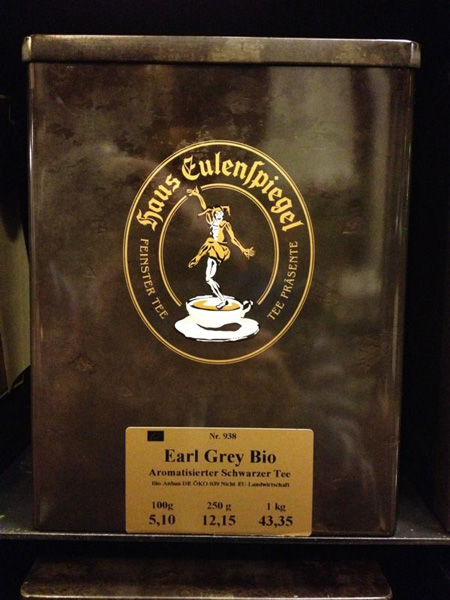 Haus Eulenspiegel
FEINSTER TEE
TEE PRÄSENTE
Nr. 938
Earl Grey Bio
Aromatisierter Schwarzer Tee
Bio Anbau DE ÖKO 039 Nicht EU Landwirtschaft
100g 250 g 1 kg
5,10 12,15 43,35